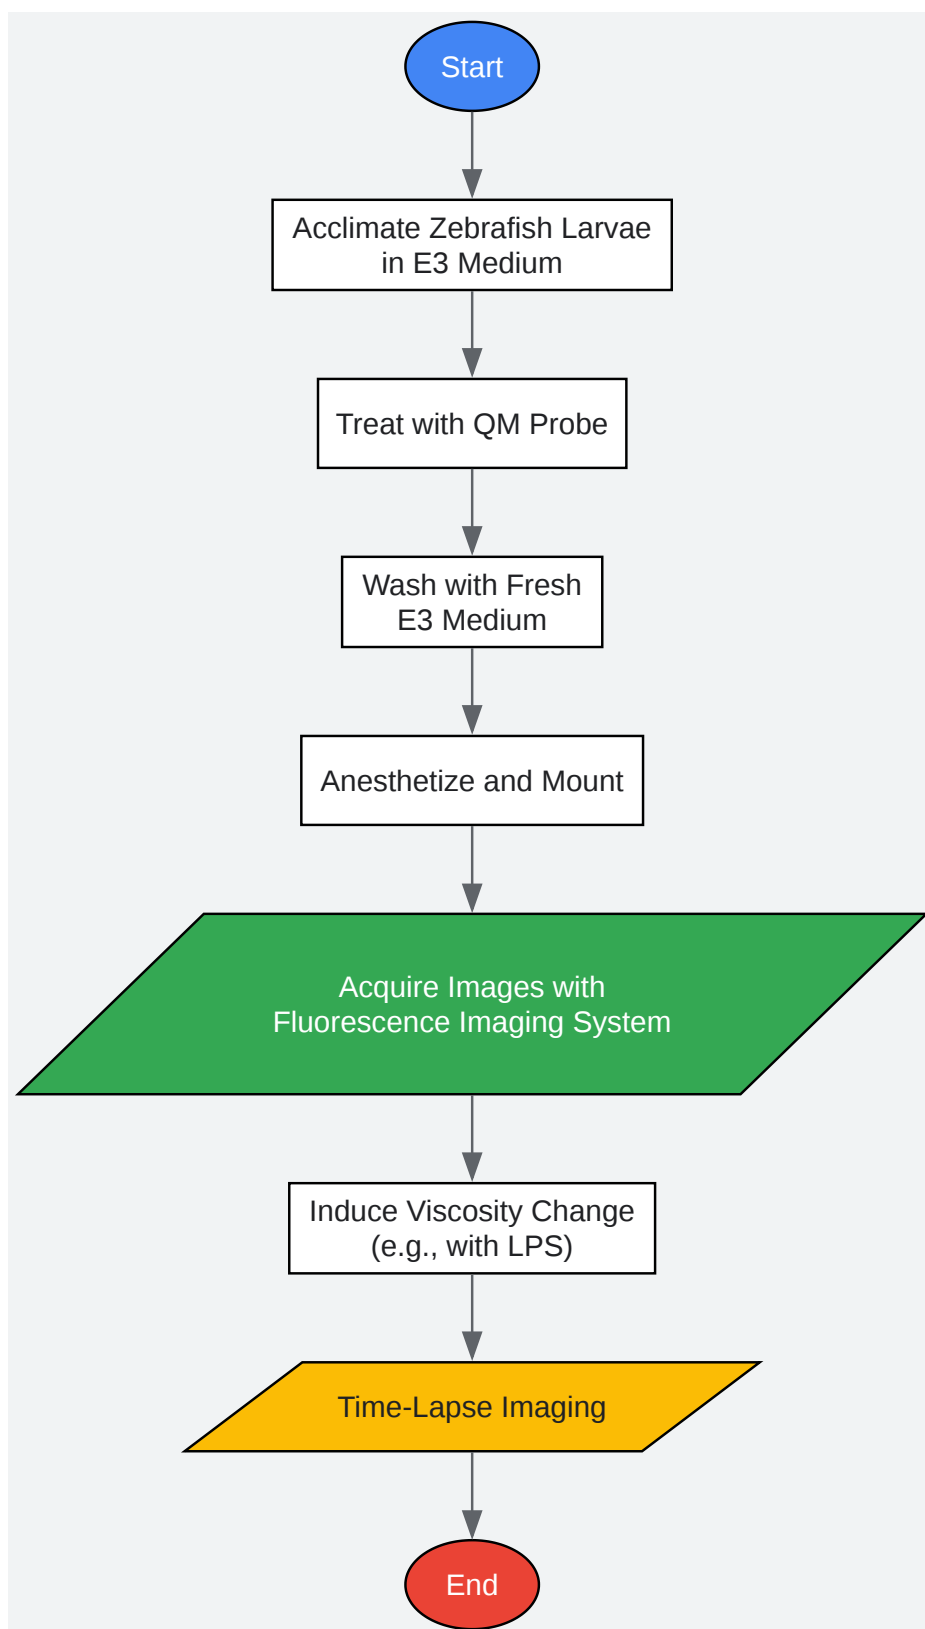 Start
Acclimate Zebrafish Larvae
in E3 Medium
Treat with QM Probe
Wash with Fresh
E3 Medium
Anesthetize and Mount
Acquire Images with
Fluorescence Imaging System
Induce Viscosity Change
(e.g., with LPS)
Time-Lapse Imaging
End